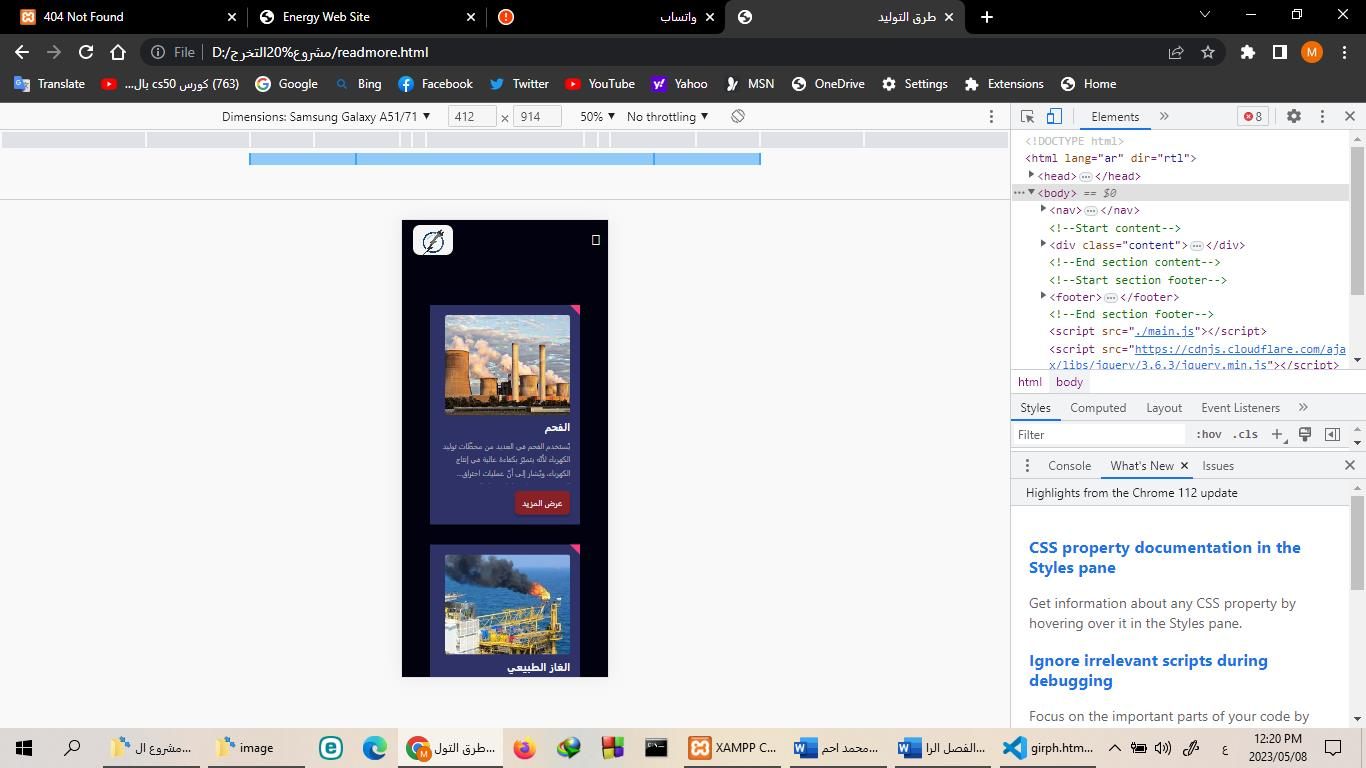 404 Not Found
Energy Web Site
واتساب
طرق التوليد
File
D:/مشروع%20التخرج/readmore.html
M
Translate
(763) كورس cs50 بال...
Google
Bing
Facebook
Twitter
YouTube
Yahoo
MSN
OneDrive
Settings
Extensions
Home
Dimensions: Samsung Galaxy A51/71
412
×
914
50%
No throttling
الفحم
يُستخدم الفحم في العديد من محطّات توليد
الكهرباء لأنّه يتميّز بكفاءة عالية في إنتاج
الكهرباء، ويُشار إلى أنّ عمليات احتراق...
عرض المزيد
الغاز الطبيعي
Elements
8
<!DOCTYPE html>
<html lang="ar" dir="rtl">
<head>…</head>
<body> == $0
<nav>…</nav>
<!--Start content-->
<div class="content">…</div>
<!--End section content-->
<!--Start section footer-->
<footer>…</footer>
<!--End section footer-->
<script src="./main.js"></script>
<script src="https://cdnjs.cloudflare.com/aja
x/libs/jquery/3.6.3/jquery.min.js"></script>
html body
Styles
Computed
Layout
Event Listeners
Filter
:hov
.cls
Console
What's New
Issues
Highlights from the Chrome 112 update
CSS property documentation in the
Styles pane
Get information about any CSS property by
hovering over it in the Styles pane.
Ignore irrelevant scripts during
debugging
Focus on the important parts of your code by
مشروع ال...
image
طرق التول...
XAMPP C...
محمد احم...
الفصل الرا...
girph.htm...
ع
12:20 PM
2023/05/08